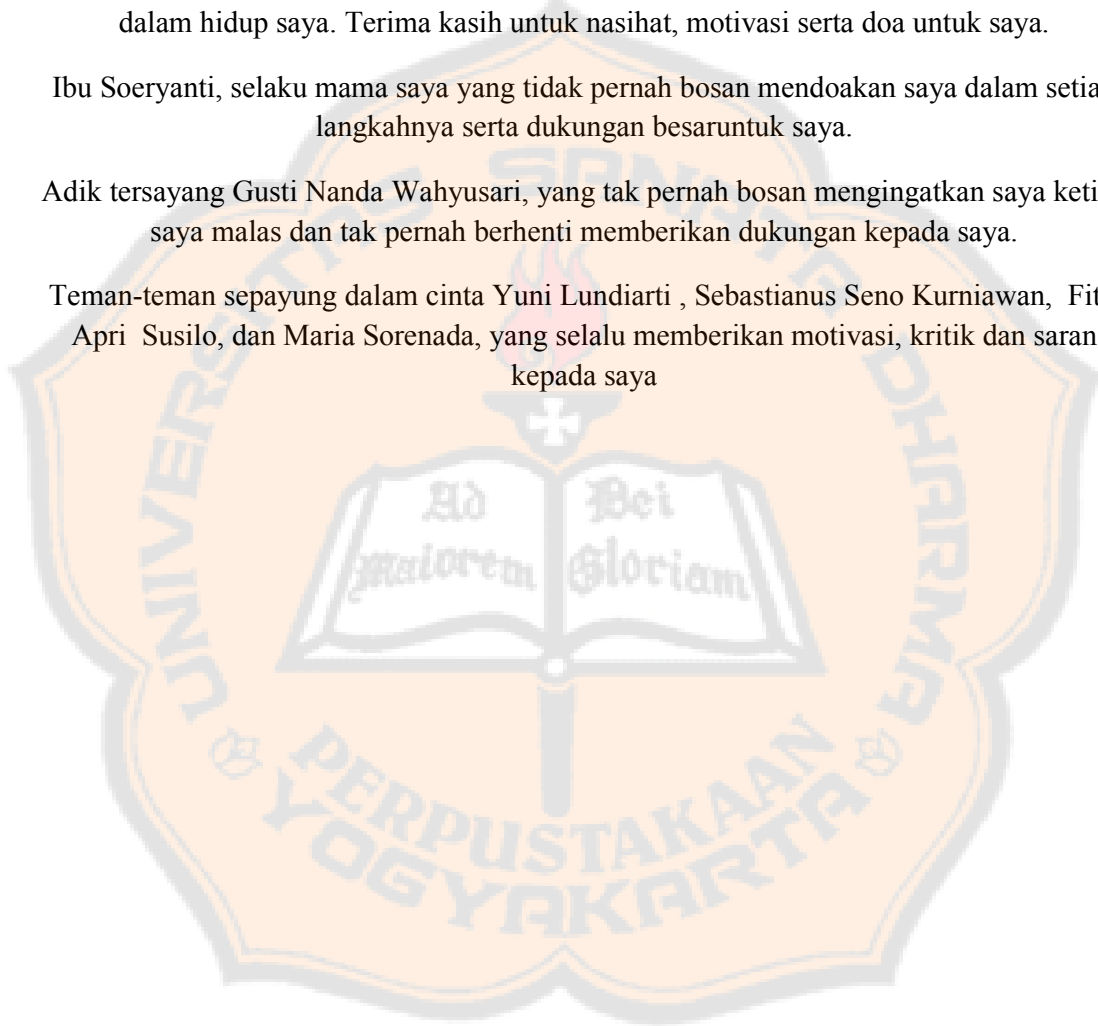 dalam hidup saya. Terima kasih untuk nasihat, motivasi serta doa untuk saya.
Ibu Soeryanti, selaku mama saya yang tidak pernah bosan mendoakan saya dalam setia
langkahnya serta dukungan besaruntuk saya.
Adik tersayang Gusti Nanda Wahyusari, yang tak pernah bosan mengingatkan saya keti
saya malas dan tak pernah berhenti memberikan dukungan kepada saya.
Teman-teman sepayung dalam cinta Yuni Lundiarti , Sebastianus Seno Kurniawan, Fit
Apri Susilo, dan Maria Sorenada, yang selalu memberikan motivasi, kritik dan saran
kepada saya
UNIVERSITAS SANATA DHARMA
Ad Dei
Maiorem Gloriam
PERPUSTAKAAN
YOGYAKARTA